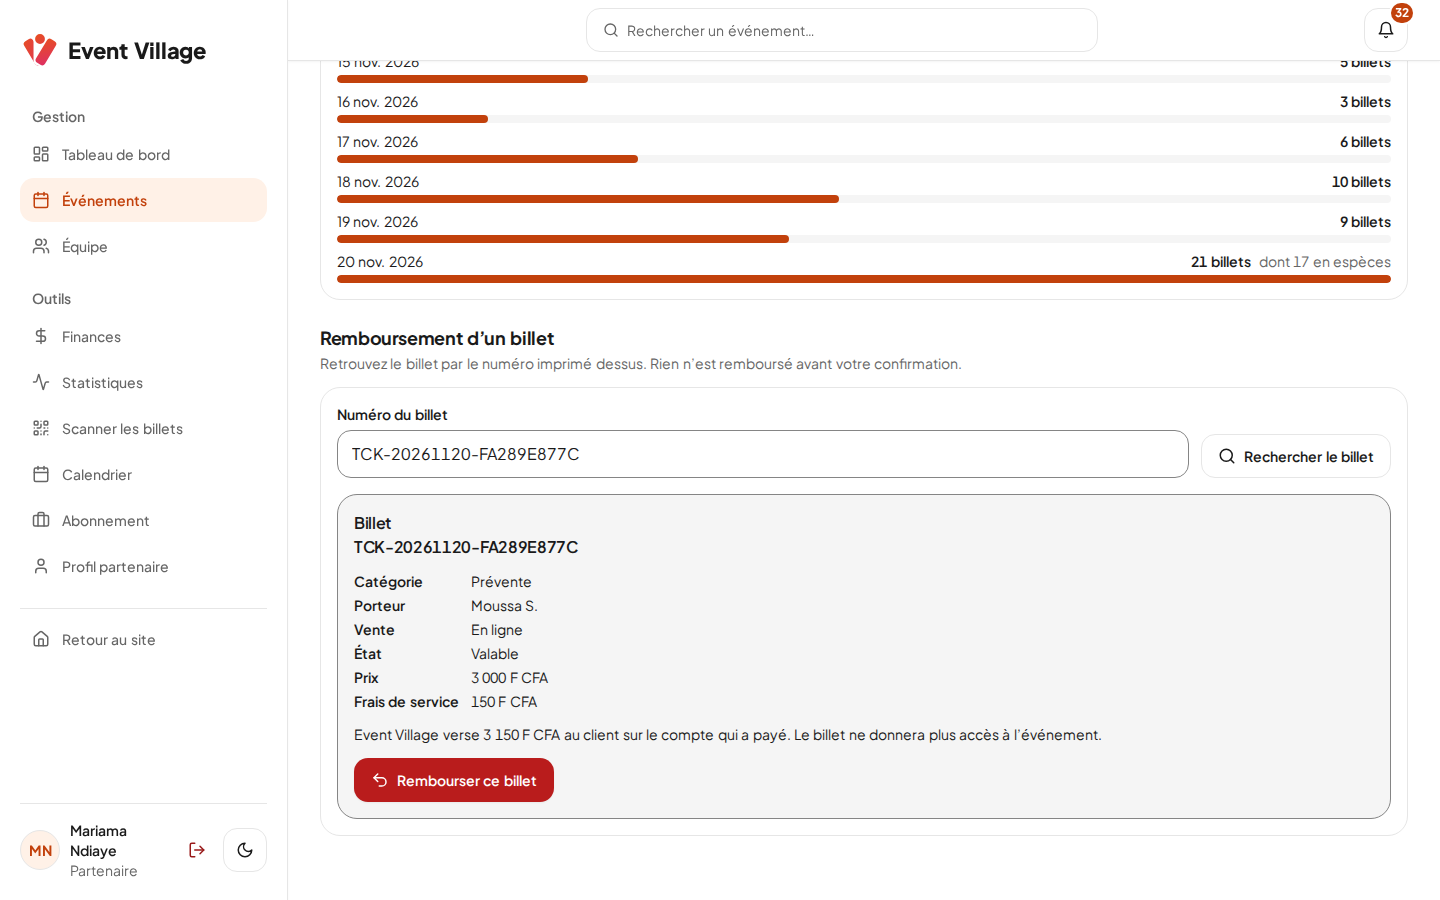 Event Village
Rechercher un événement...
32
Gestion
Tableau de bord
Événements
Équipe
Outils
Finances
Statistiques
Scanner les billets
Calendrier
Abonnement
Profil partenaire
Retour au site
MN
Mariama
Ndiaye
Partenaire
15 nov. 2026 5 billets
16 nov. 2026 3 billets
17 nov. 2026 6 billets
18 nov. 2026 10 billets
19 nov. 2026 9 billets
20 nov. 2026 21 billets dont 17 en espèces
Remboursement d’un billet
Retrouvez le billet par le numéro imprimé dessus. Rien n’est remboursé avant votre confirmation.
Numéro du billet
TCK-20261120-FA289E877C
Rechercher le billet
Billet
TCK-20261120-FA289E877C
Catégorie Prévente
Porteur Moussa S.
Vente En ligne
État Valable
Prix 3 000 F CFA
Frais de service 150 F CFA
Event Village verse 3 150 F CFA au client sur le compte qui a payé. Le billet ne donnera plus accès à l’événement.
Rembourser ce billet